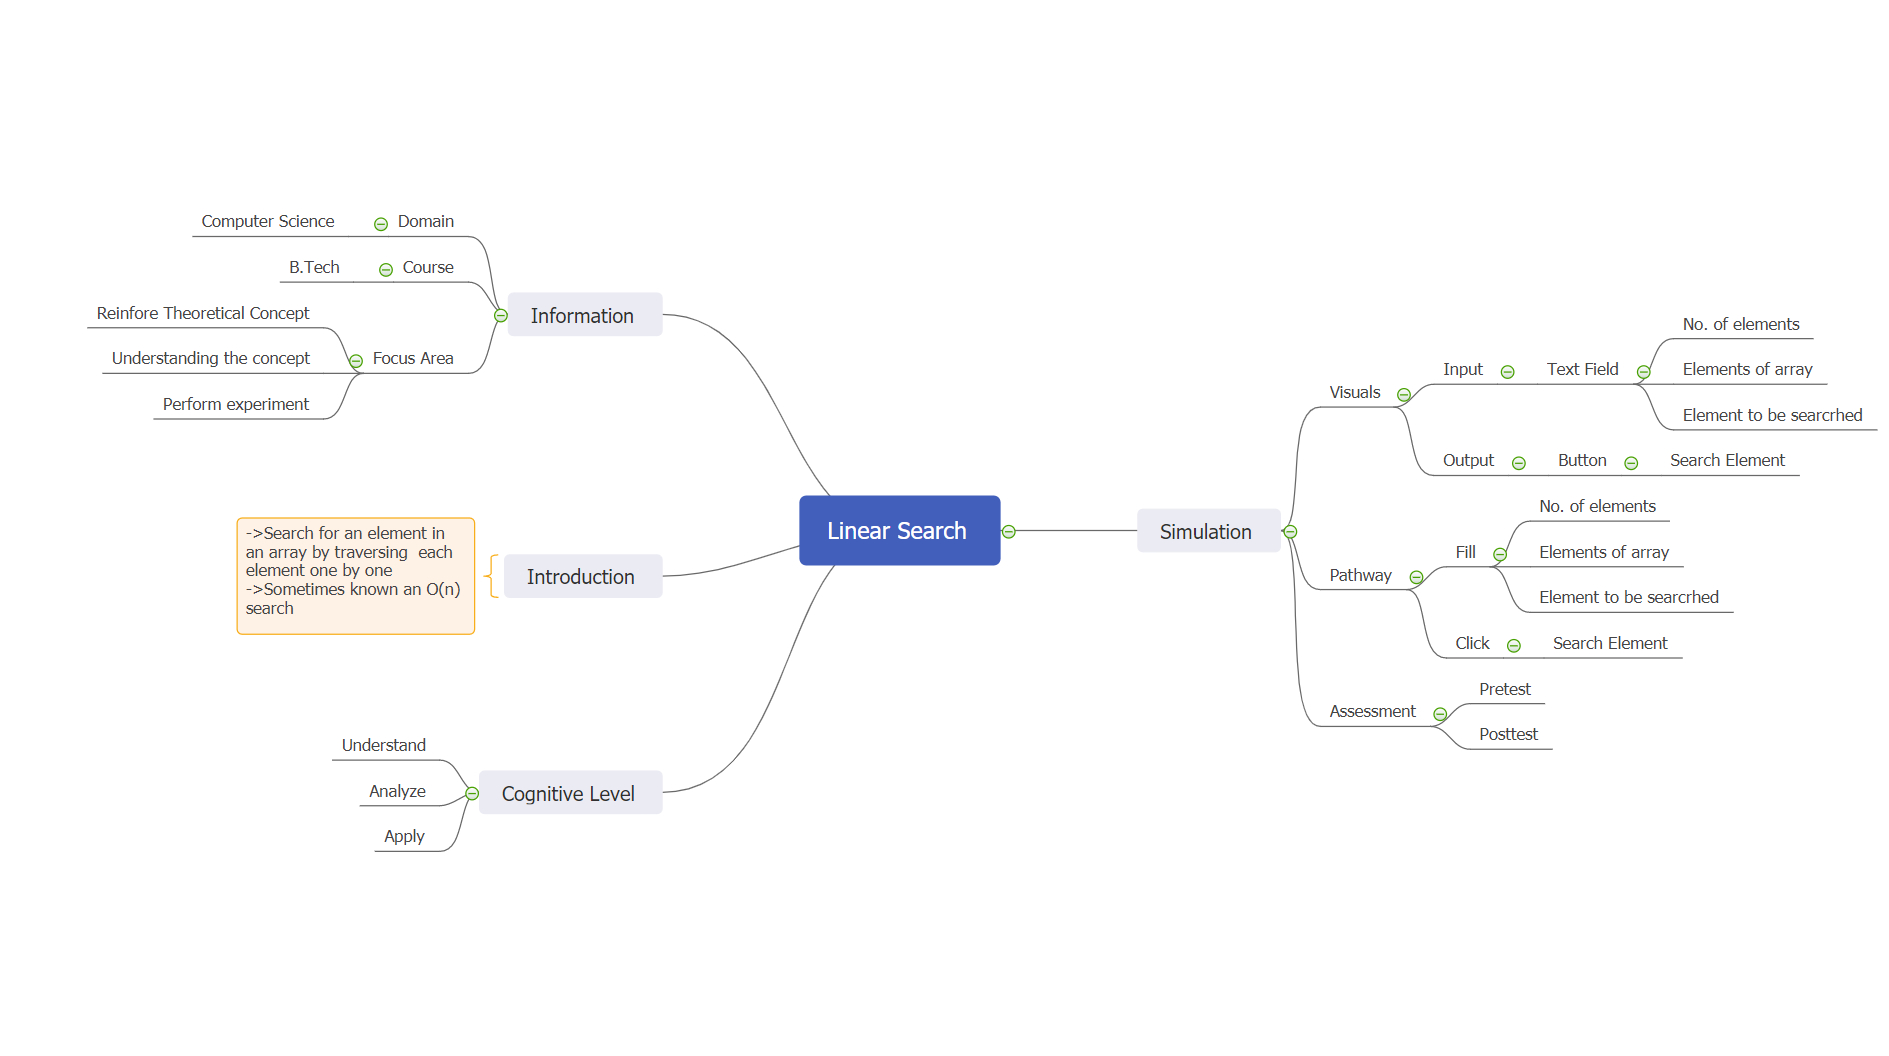 Linear Search
Information
Domain
Computer Science
Course
B.Tech
Focus Area
Reinfore Theoretical Concept
Understanding the concept
Perform experiment
Introduction
->Search for an element in
an array by traversing  each
element one by one
->Sometimes known an O(n)
search
Cognitive Level
Understand
Analyze
Apply
Simulation
Visuals
Input
Text Field
No. of elements
Elements of array
Element to be searcrhed
Output
Button
Search Element
Pathway
Fill
No. of elements
Elements of array
Element to be searcrhed
Click
Search Element
Assessment
Pretest
Posttest